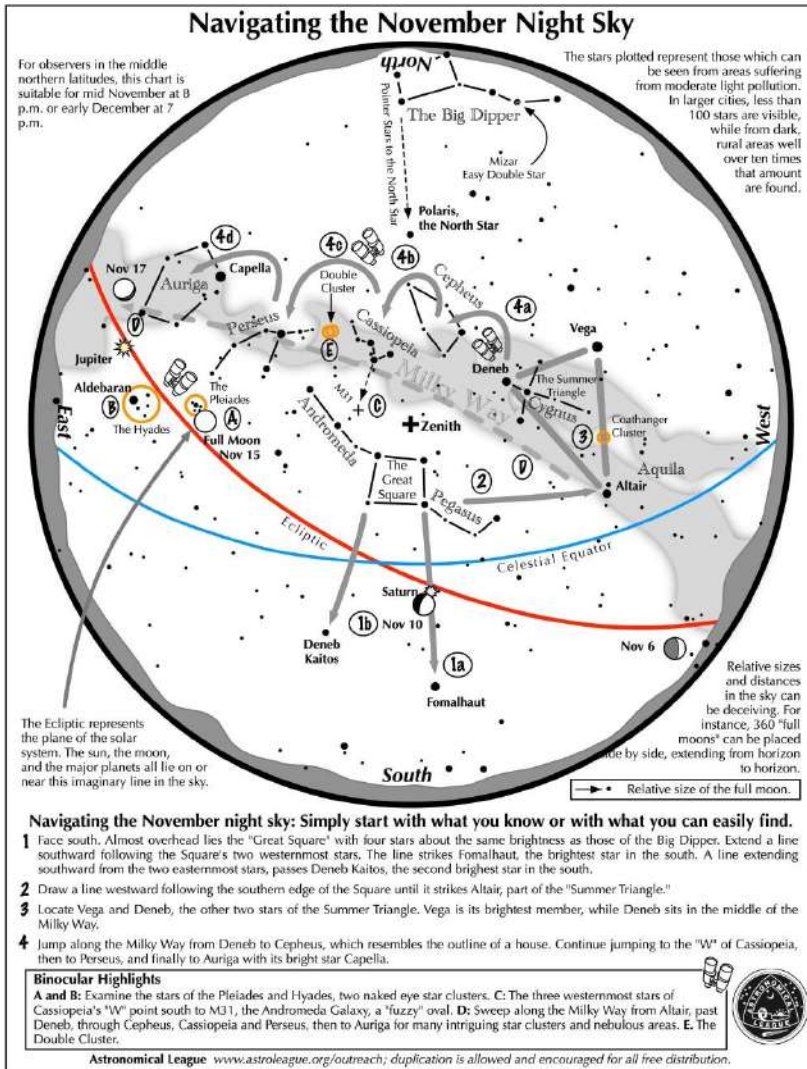 Navigating the November Night Sky
For observers in the middle
northern latitudes, this chart is
suitable for mid November at 8
p.m. or early December at 7
p.m.
The stars plotted represent those which can
be seen from areas suffering
from moderate light pollution.
In larger cities, less than
100 stars are visible,
while from dark,
rural areas well
over ten times
that amount
are found.
North
Pointer Stars to the North Star
The Big Dipper
Mizar
Easy Double Star
Polaris,
the North Star
4d
4c
4b
4a
Nov 17
Auriga
Capella
Double
Cluster
Cepheus
Perseus
Cassiopeia
E
D
Vega
Jupiter
Deneb
The Summer
Triangle
Milky Way
Cygnus
Aldebaran
B
The Hyades
The
Pleiades
A
Full Moon
Nov 15
M31
C
Andromeda
Zenith
3
Coathanger
Cluster
East
West
The
Great
Square
2
D
Aquila
Altair
Pegasus
Ecliptic
Celestial Equator
Saturn
1b
Nov 10
Deneb
Kaitos
1a
Nov 6
Fomalhaut
South
The Ecliptic represents
the plane of the solar
system. The sun, the moon,
and the major planets all lie on or
near this imaginary line in the sky.
Relative sizes
and distances
in the sky
can be
deceiving. For
instance, 360 "full
moons" can be placed
side by side, extending from horizon
to horizon.
Relative size of the full moon.
Navigating the November night sky: Simply start with what you know or with what you can easily find.
1 Face south. Almost overhead lies the "Great Square" with four stars about the same brightness as those of the Big Dipper. Extend a line
southward following the Square's two westernmost stars. The line strikes Fomalhaut, the brightest star in the south. A line extending
southward from the two easternmost stars, passes Deneb Kaitos, the second brighest star in the south.
2 Draw a line westward following the southern edge of the Square until it strikes Altair, part of the "Summer Triangle."
3 Locate Vega and Deneb, the other two stars of the Summer Triangle. Vega is its brightest member, while Deneb sits in the middle of the
Milky Way.
4 Jump along the Milky Way from Deneb to Cepheus, which resembles the outline of a house. Continue jumping to the "W" of Cassiopeia,
then to Perseus, and finally to Auriga with its bright star Capella.
Binocular Highlights
A and B: Examine the stars of the Pleiades and Hyades, two naked eye star clusters. C: The three westernmost stars of
Cassiopeia's "W" point south to M31, the Andromeda Galaxy, a "fuzzy" oval. D: Sweep along the Milky Way from Altair, past
Deneb, through Cepheus, Cassiopeia and Perseus, then to Auriga for many intriguing star clusters and nebulous areas. E. The
Double Cluster.
ASTRONOMICAL LEAGUE
Astronomical League www.astroleague.org/outreach; duplication is allowed and encouraged for all free distribution.